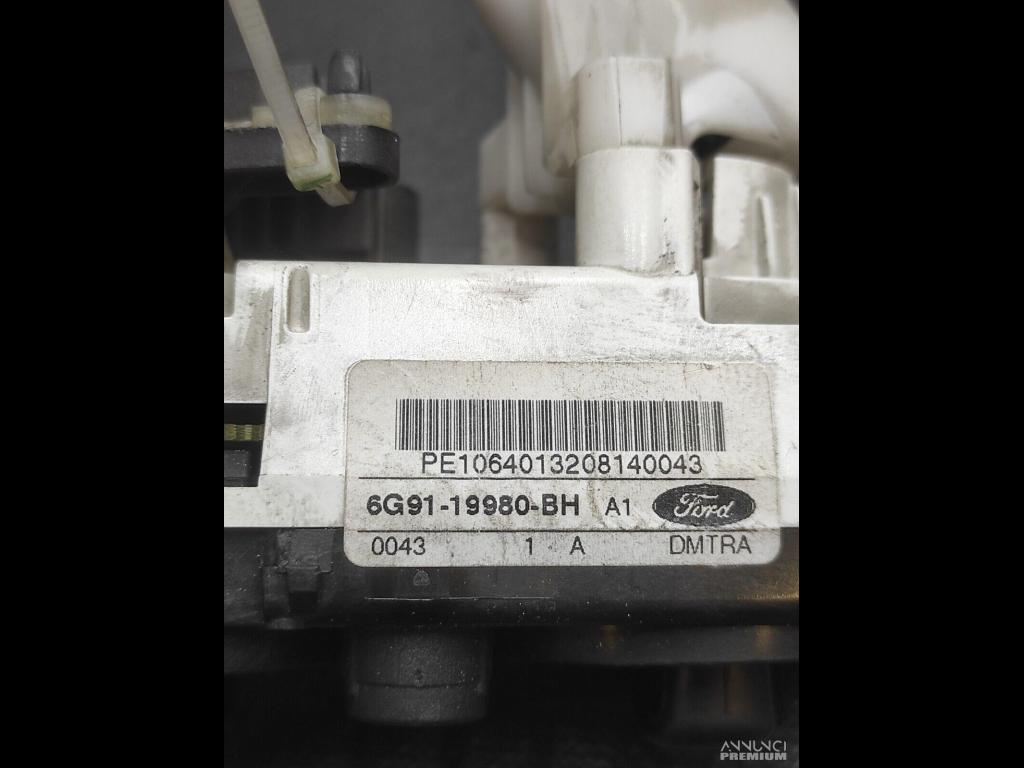 PE1064013208140043
6G91-19980-BH A1 Ford
0043 1 A DMTRA
ANNUNCI
PREMIUM